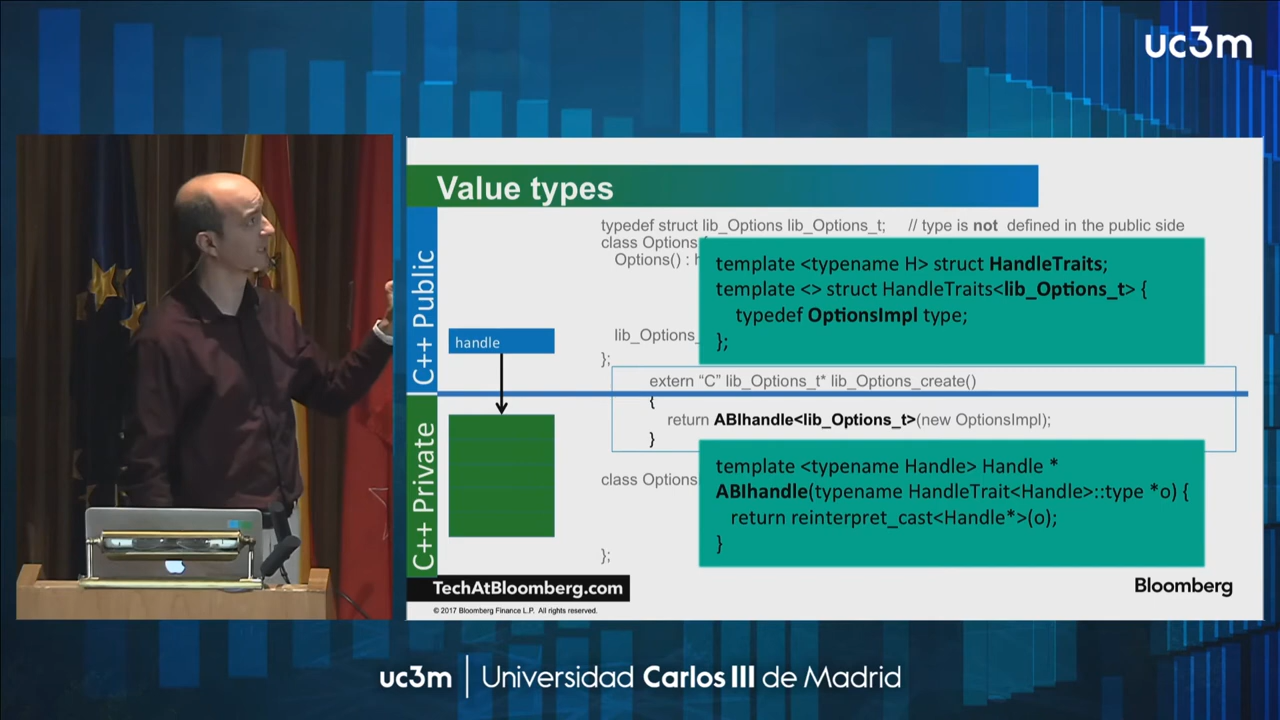 uc3m
Value types
C++ Public
C++ Private
typedef struct lib_Options lib_Options_t; // type is not defined in the public side
class Options {
Options() : h
template <typename H> struct HandleTraits;
template <> struct HandleTraits<lib_Options_t> {
typedef OptionsImpl type;
};
handle
lib_Options_
};
extern “C” lib_Options_t* lib_Options_create()
{
return ABIhandle<lib_Options_t>(new OptionsImpl);
}
class Options
template <typename Handle> Handle *
ABIhandle(typename HandleTrait<Handle>::type *o) {
return reinterpret_cast<Handle*>(o);
}
};
TechAtBloomberg.com
Bloomberg
© 2017 Bloomberg Finance L.P. All rights reserved.
uc3m | Universidad Carlos III de Madrid